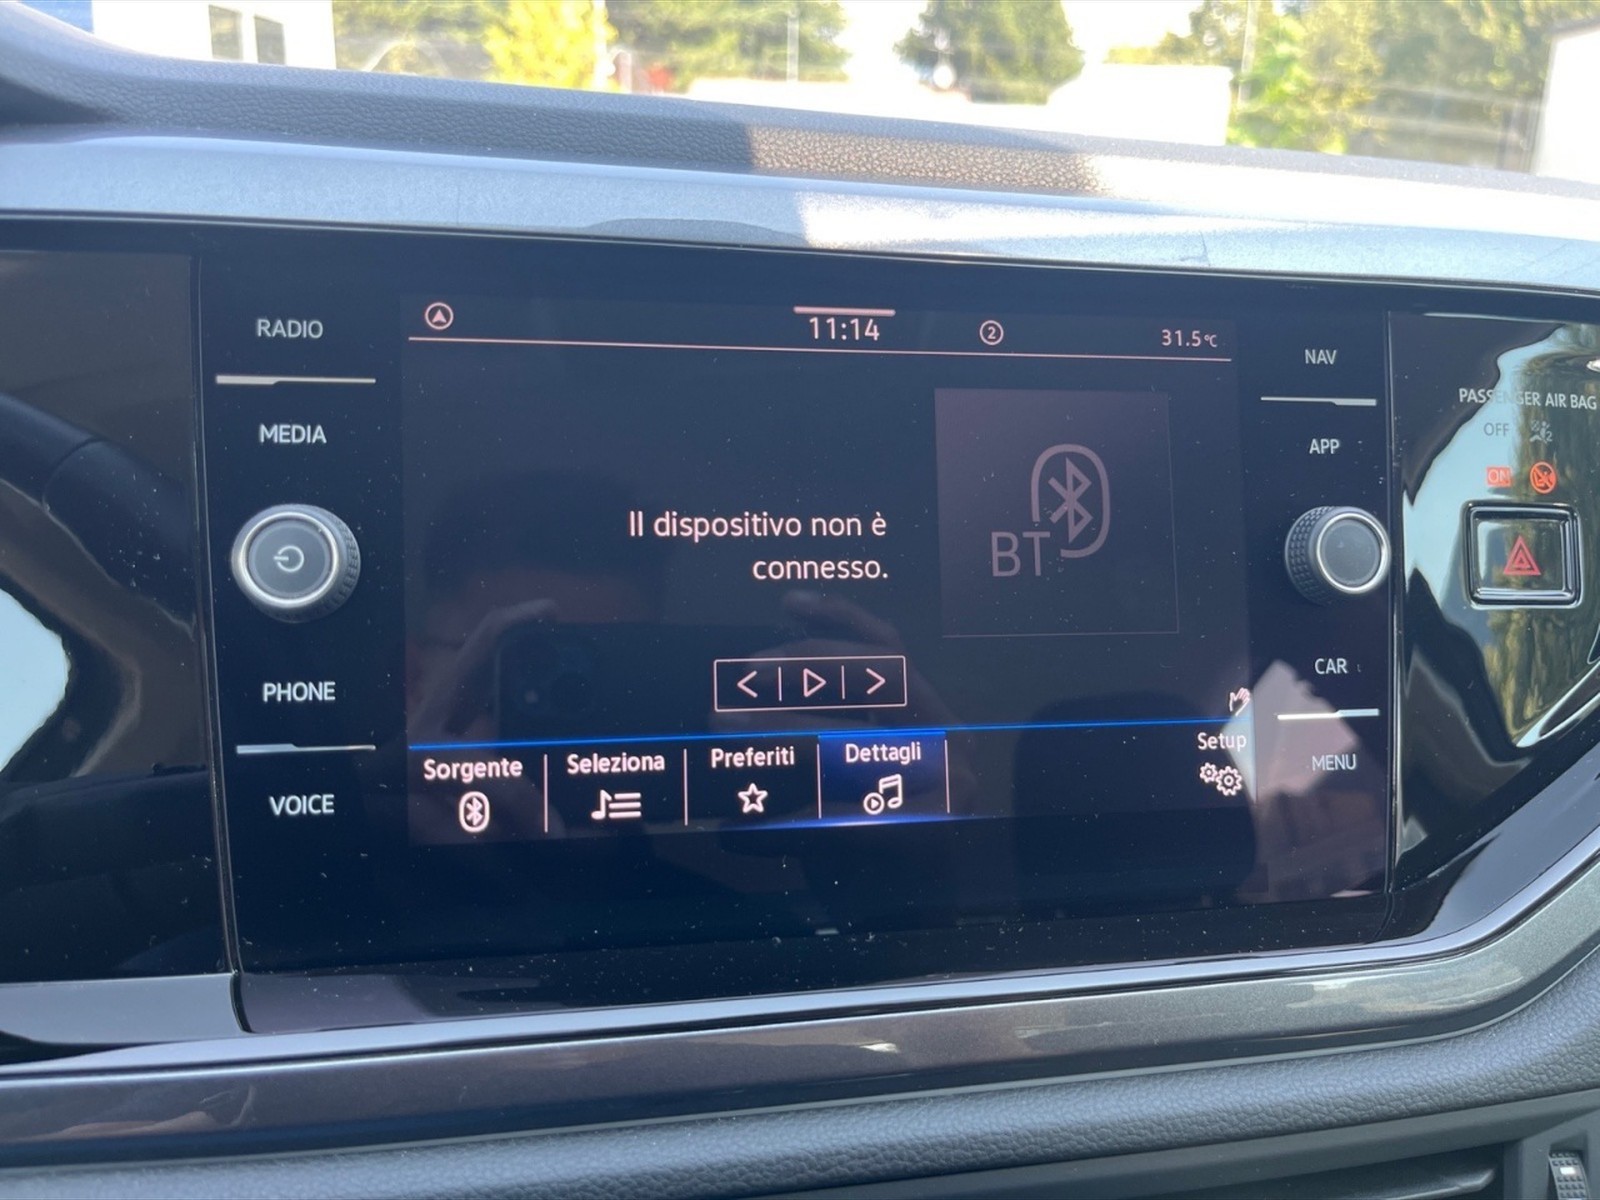 RADIO
MEDIA
PHONE
VOICE
11:14
2
31.5°C
Il dispositivo non è
connesso.
BT
Sorgente
Seleziona
Preferiti
Dettagli
Setup
NAV
APP
CAR
MENU
PASSENGER AIR BAG
OFF
ON